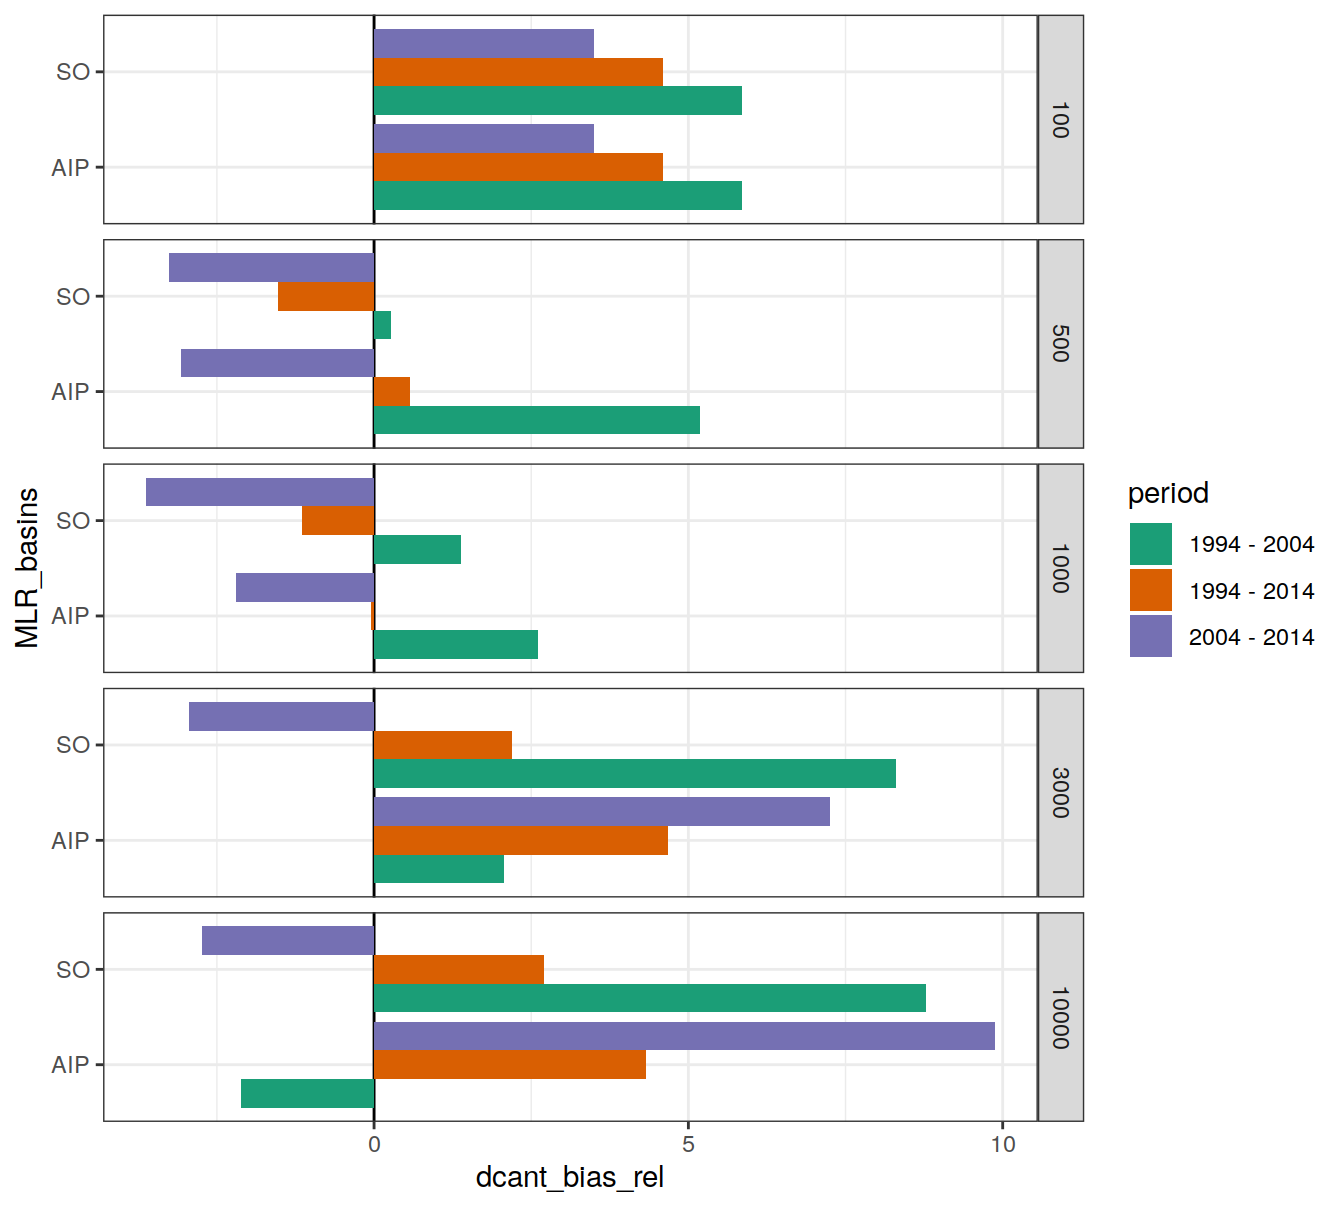 SO
AIP
100
SO
AIP
500
SO
AIP
1000
SO
AIP
3000
SO
AIP
10000
0 5 10
dcant_bias_rel
MLR_basins
period
1994 - 2004
1994 - 2014
2004 - 2014